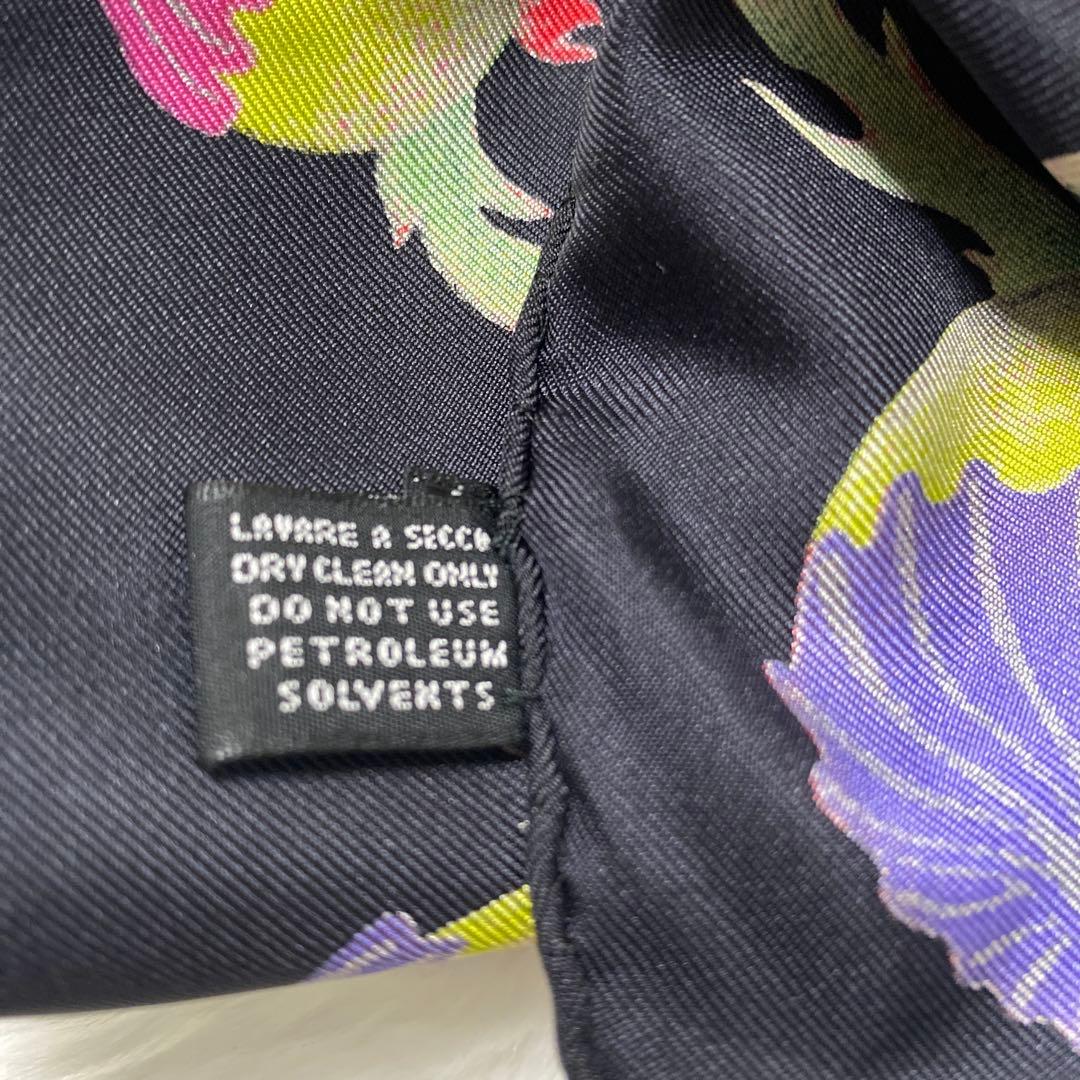 LAVARE A SECCO
DRY CLEAN ONLY
DO NOT USE
PETROLEUM
SOLVENTS